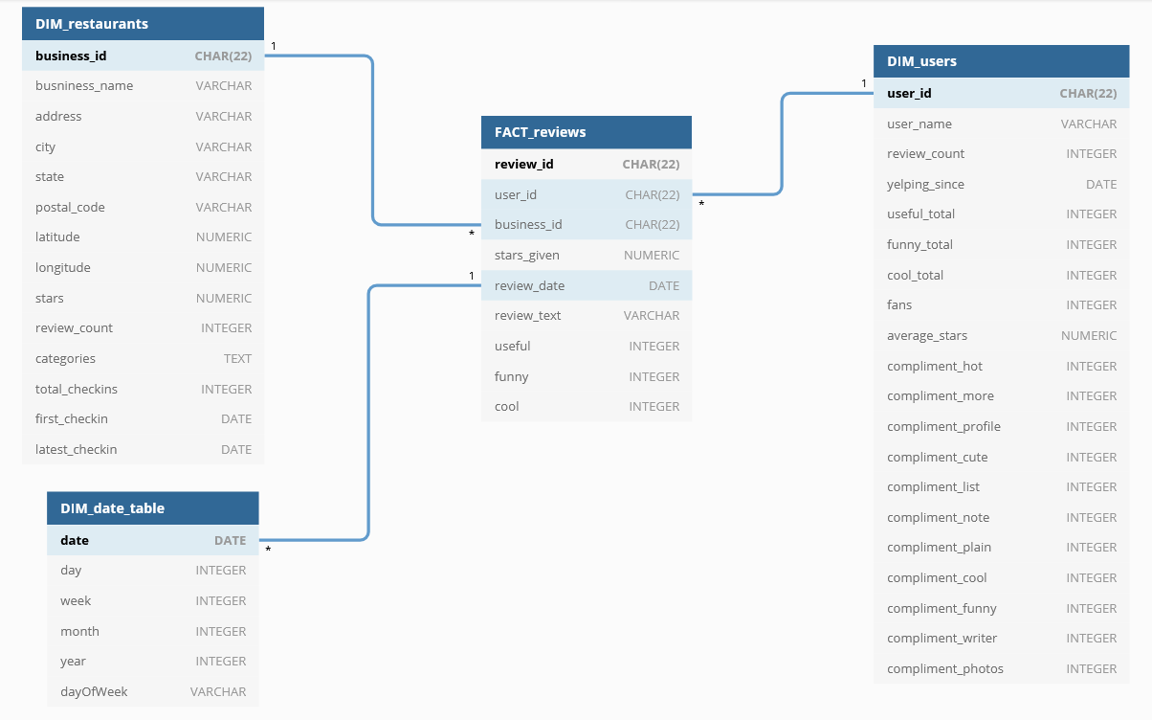 DIM_restaurants
business_id CHAR(22)
busniness_name VARCHAR
address VARCHAR
city VARCHAR
state VARCHAR
postal_code VARCHAR
latitude NUMERIC
longitude NUMERIC
stars NUMERIC
review_count INTEGER
categories TEXT
total_checkins INTEGER
first_checkin DATE
latest_checkin DATE
1
*
DIM_date_table
date DATE
day INTEGER
week INTEGER
month INTEGER
year INTEGER
dayOfWeek VARCHAR
*
1
FACT_reviews
review_id CHAR(22)
user_id CHAR(22)
business_id CHAR(22)
stars_given NUMERIC
review_date DATE
review_text VARCHAR
useful INTEGER
funny INTEGER
cool INTEGER
*
1
DIM_users
user_id CHAR(22)
user_name VARCHAR
review_count INTEGER
yelping_since DATE
useful_total INTEGER
funny_total INTEGER
cool_total INTEGER
fans INTEGER
average_stars NUMERIC
compliment_hot INTEGER
compliment_more INTEGER
compliment_profile INTEGER
compliment_cute INTEGER
compliment_list INTEGER
compliment_note INTEGER
compliment_plain INTEGER
compliment_cool INTEGER
compliment_funny INTEGER
compliment_writer INTEGER
compliment_photos INTEGER